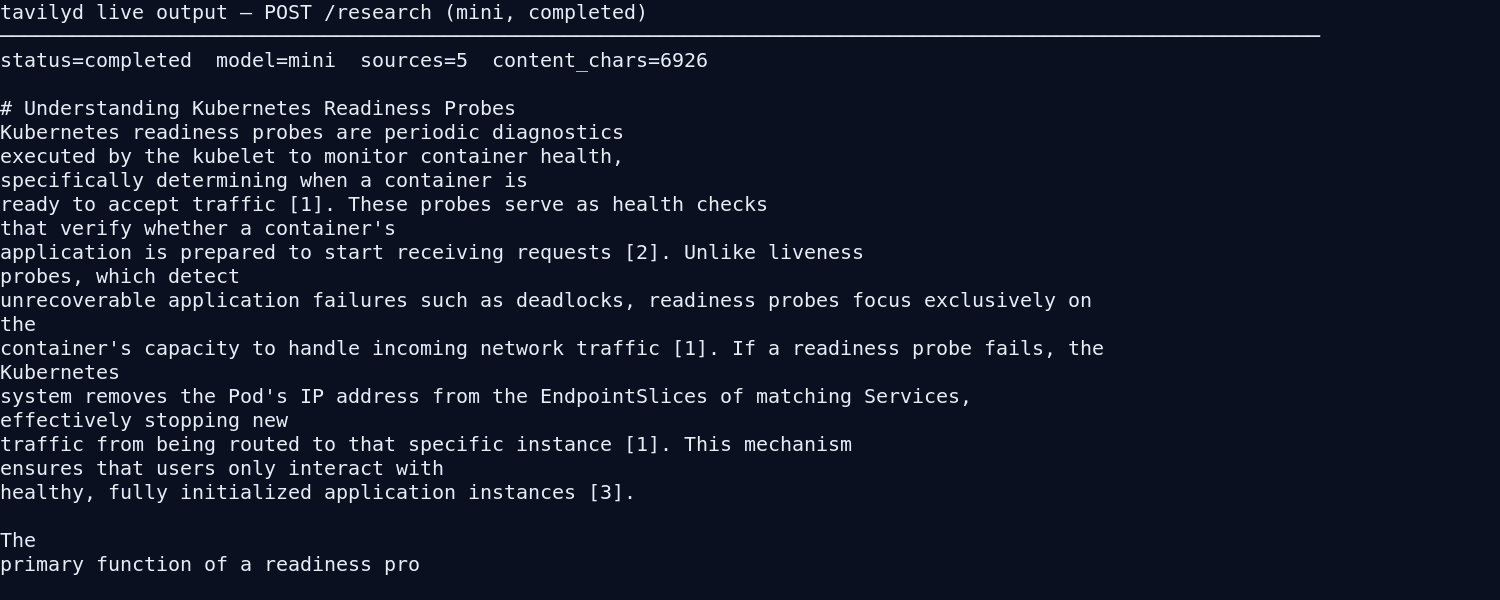 tavilyd live output — POST /research (mini, completed)
status=completed  model=mini  sources=5  content_chars=6926
# Understanding Kubernetes Readiness Probes
Kubernetes readiness probes are periodic diagnostics
executed by the kubelet to monitor container health,
specifically determining when a container is
ready to accept traffic [1]. These probes serve as health checks
that verify whether a container's
application is prepared to start receiving requests [2]. Unlike liveness
probes, which detect
unrecoverable application failures such as deadlocks, readiness probes focus exclusively on
the
container's capacity to handle incoming network traffic [1]. If a readiness probe fails, the
Kubernetes
system removes the Pod's IP address from the EndpointSlices of matching Services,
effectively stopping new
traffic from being routed to that specific instance [1]. This mechanism
ensures that users only interact with
healthy, fully initialized application instances [3].
The
primary function of a readiness pro